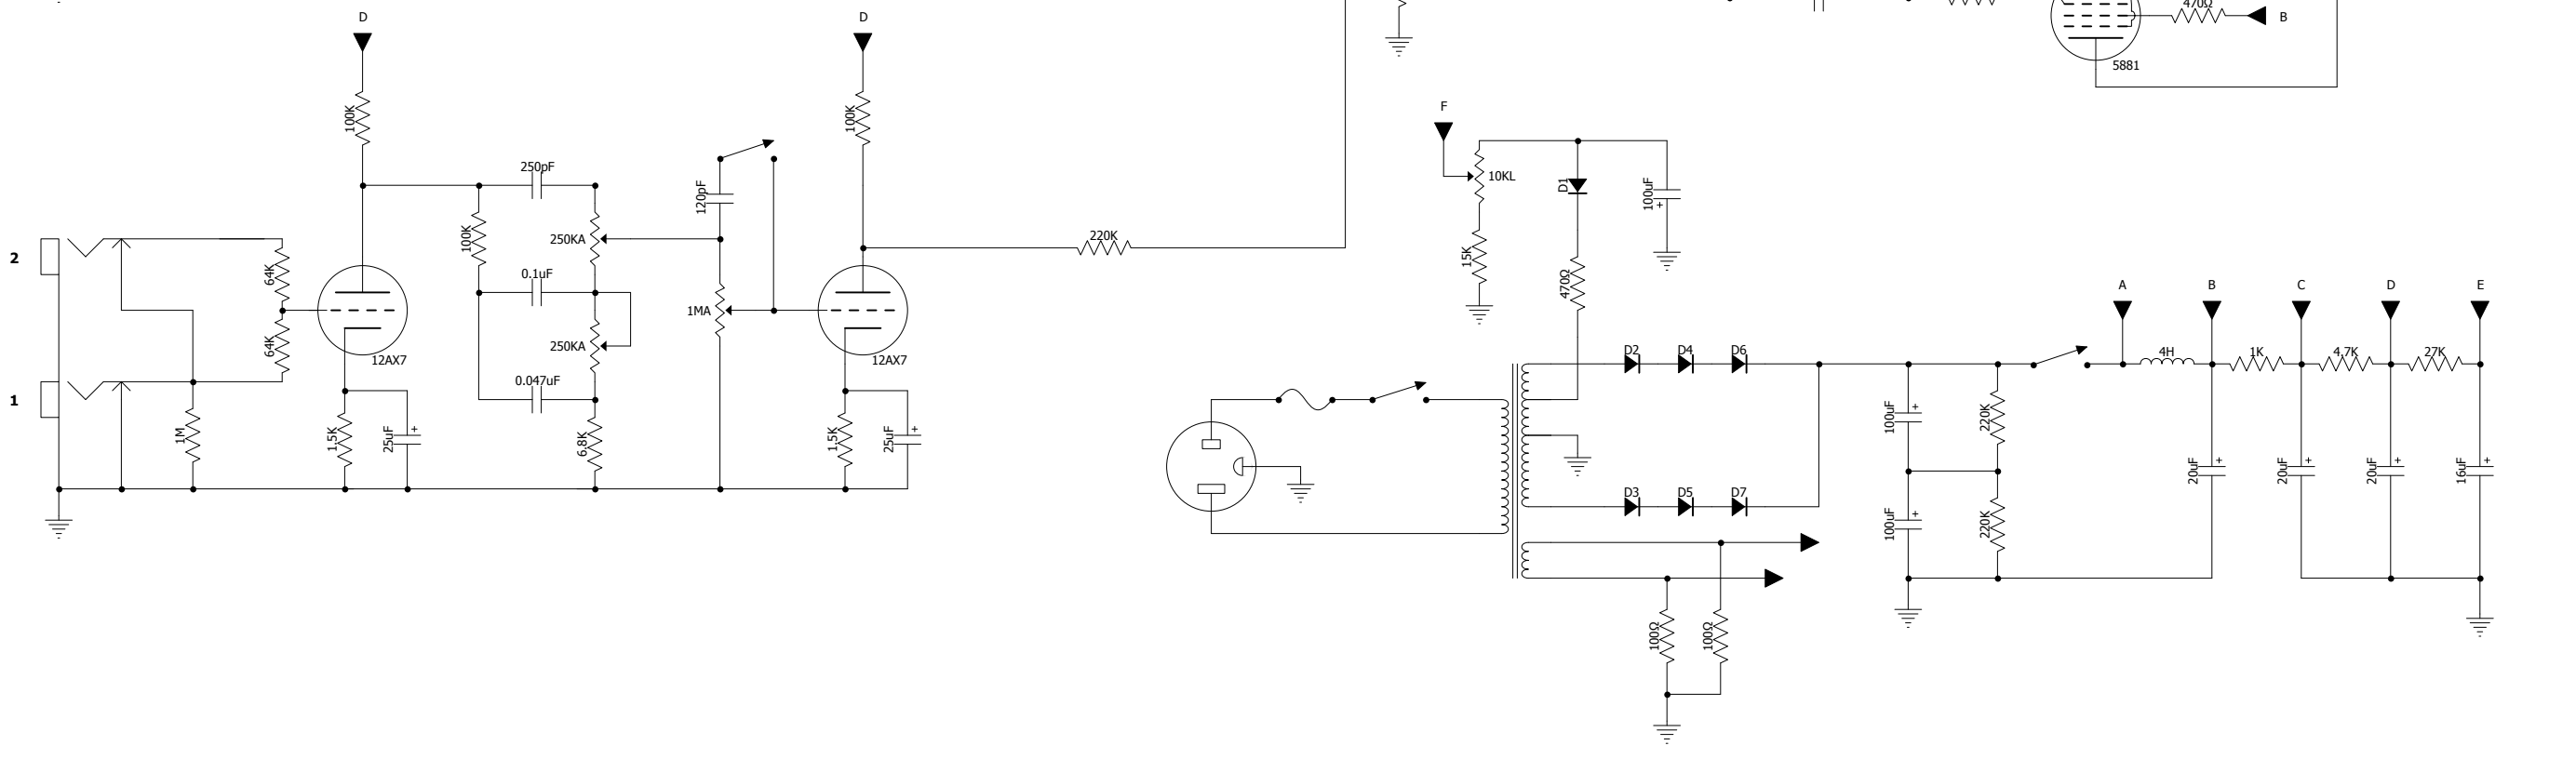 D
D
470Ω
B
5881
F
100K
100K
10KL
D1
100uF
250pF
120pF
2
100K
250KA
220K
15K
64K
0.1uF
470Ω
A
B
C
D
E
1MA
64K
250KA
12AX7
12AX7
D2
D4
D6
4H
1K
4.7K
27K
0.047uF
1
1M
1.5K
25uF
6.8K
1.5K
25uF
100uF
220K
20uF
20uF
20uF
16uF
D3
D5
D7
100uF
220K
100Ω
100Ω